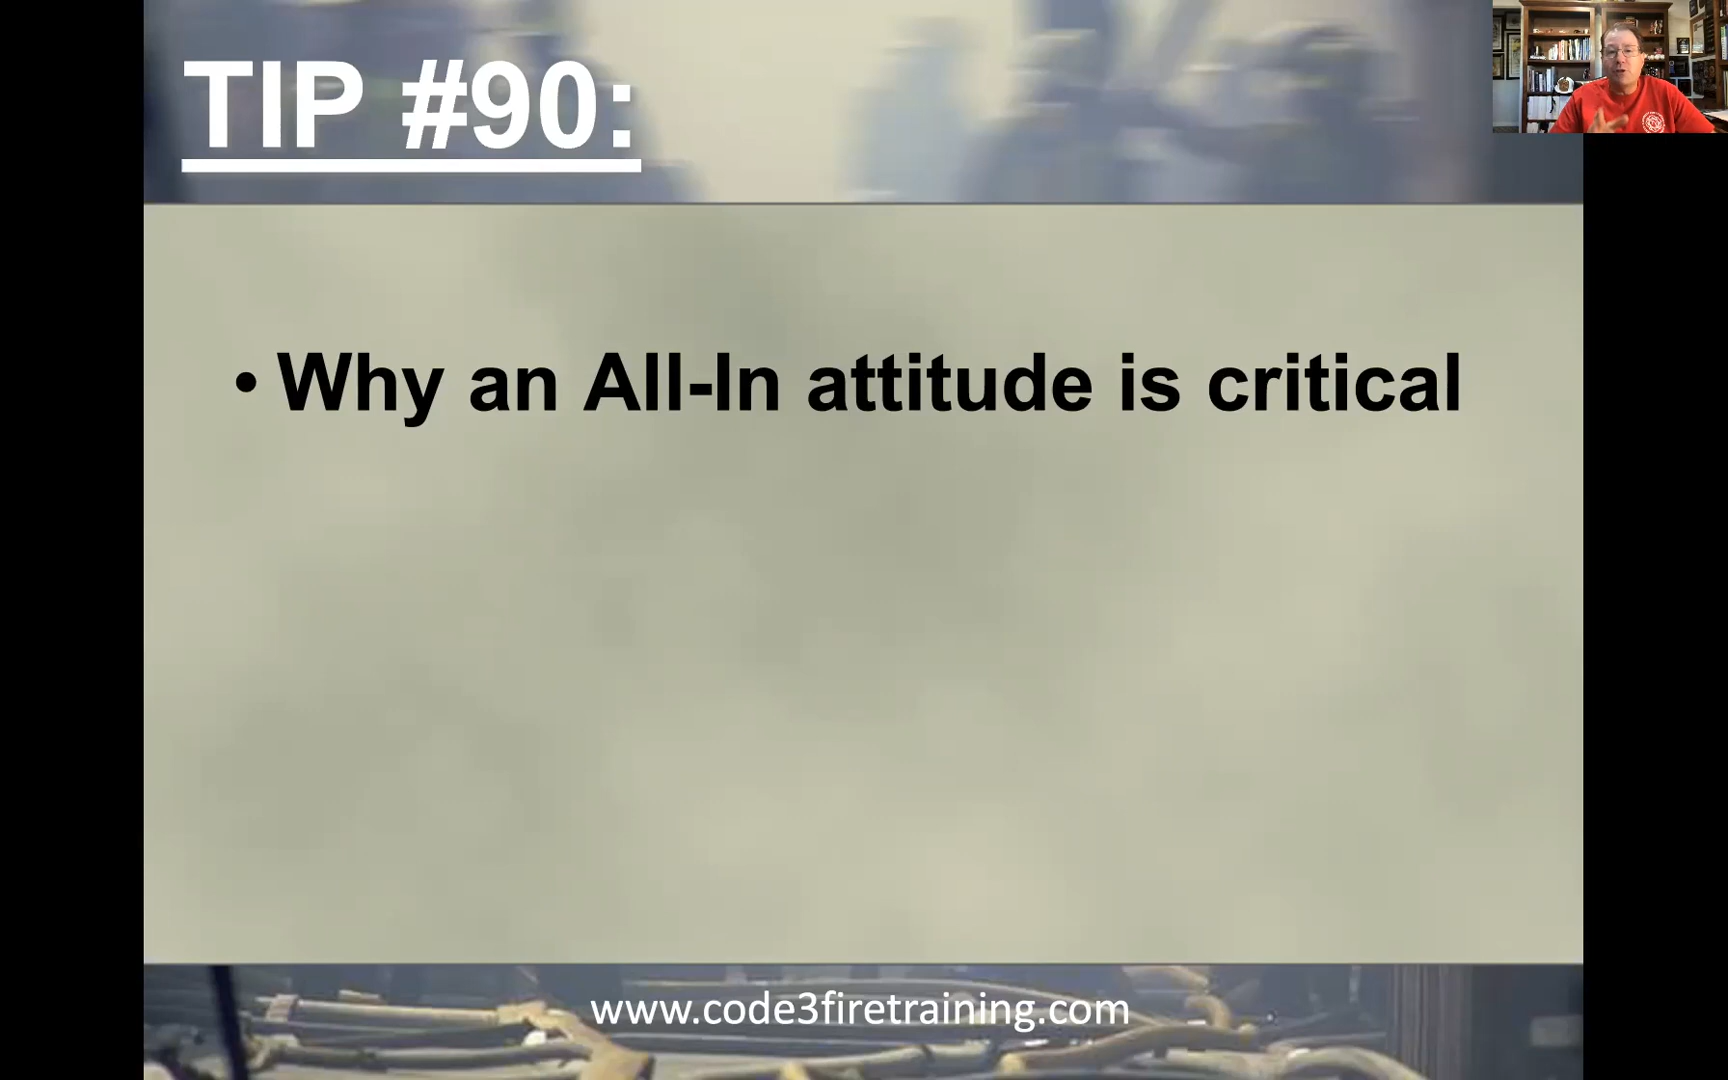 TIP #90:
• Why an All-In attitude is critical
www.code3firetraining.com